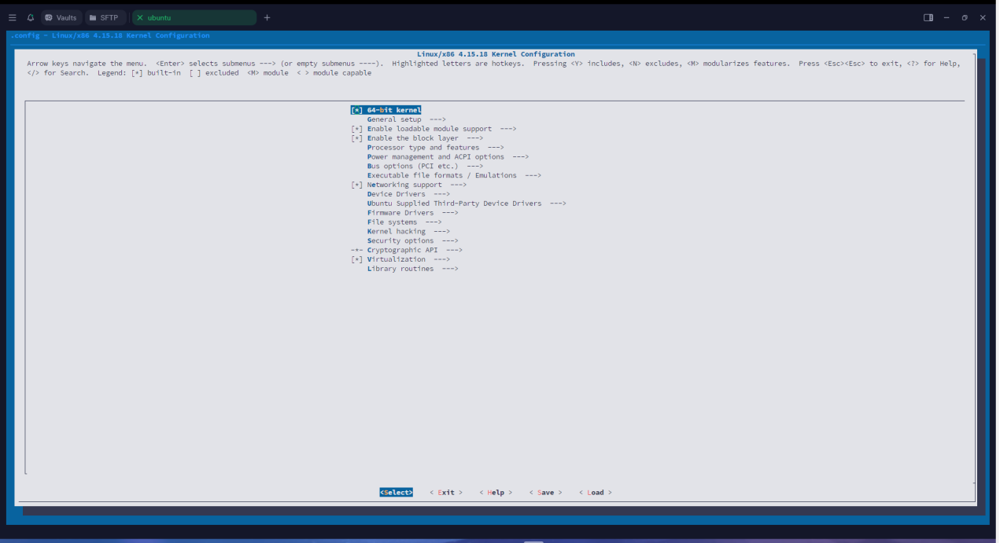 Vaults SFTP ubuntu
.config - Linux/x86 4.15.18 Kernel Configuration
Linux/x86 4.15.18 Kernel Configuration
Arrow keys navigate the menu.  <Enter> selects submenus ---> (or empty submenus ----).  Highlighted letters are hotkeys.  Pressing <Y> includes, <N> excludes, <M> modularizes features.  Press <Esc><Esc> to exit, <?> for Help,
</> for Search.  Legend: [*] built-in  [ ] excluded  <M> module  < > module capable
[*] 64-bit kernel
General setup  --->
[*] Enable loadable module support  --->
[*] Enable the block layer  --->
Processor type and features  --->
Power management and ACPI options  --->
Bus options (PCI etc.)  --->
Executable file formats / Emulations  --->
[*] Networking support  --->
Device Drivers  --->
Ubuntu Supplied Third-Party Device Drivers  --->
Firmware Drivers  --->
File systems  --->
Kernel hacking  --->
Security options  --->
-*- Cryptographic API  --->
[*] Virtualization  --->
Library routines  --->
<Select>    < Exit >    < Help >    < Save >    < Load >